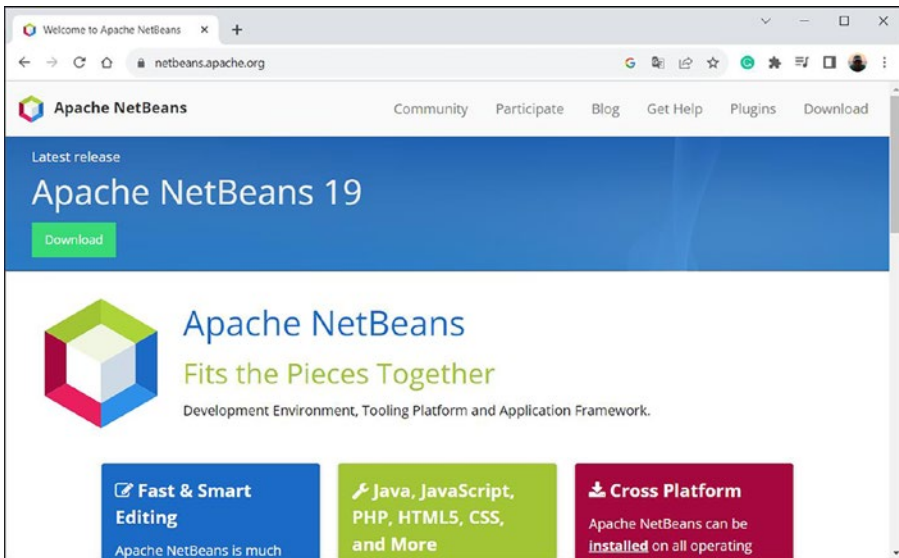 Welcome to Apache NetBeans
netbeans.apache.org
Apache NetBeans
Community Participate Blog Get Help Plugins Download
Latest release
Apache NetBeans 19
Download
Apache NetBeans
Fits the Pieces Together
Development Environment, Tooling Platform and Application Framework.
Fast & Smart
Editing
Apache NetBeans is much
Java, JavaScript,
PHP, HTML5, CSS,
and More
Cross Platform
Apache NetBeans can be
installed on all operating